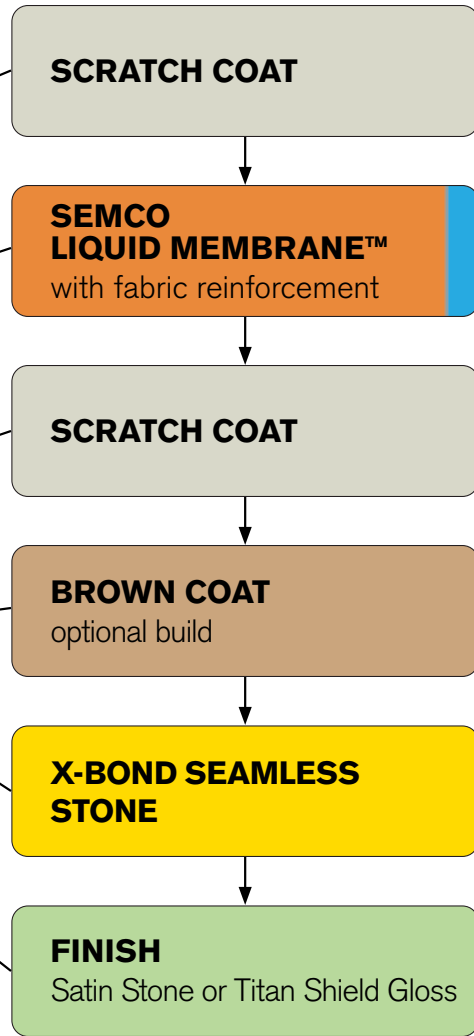 SCRATCH COAT
SEMCO
LIQUID MEMBRANE™
with fabric reinforcement
SCRATCH COAT
BROWN COAT
optional build
X-BOND SEAMLESS
STONE
FINISH
Satin Stone or Titan Shield Gloss